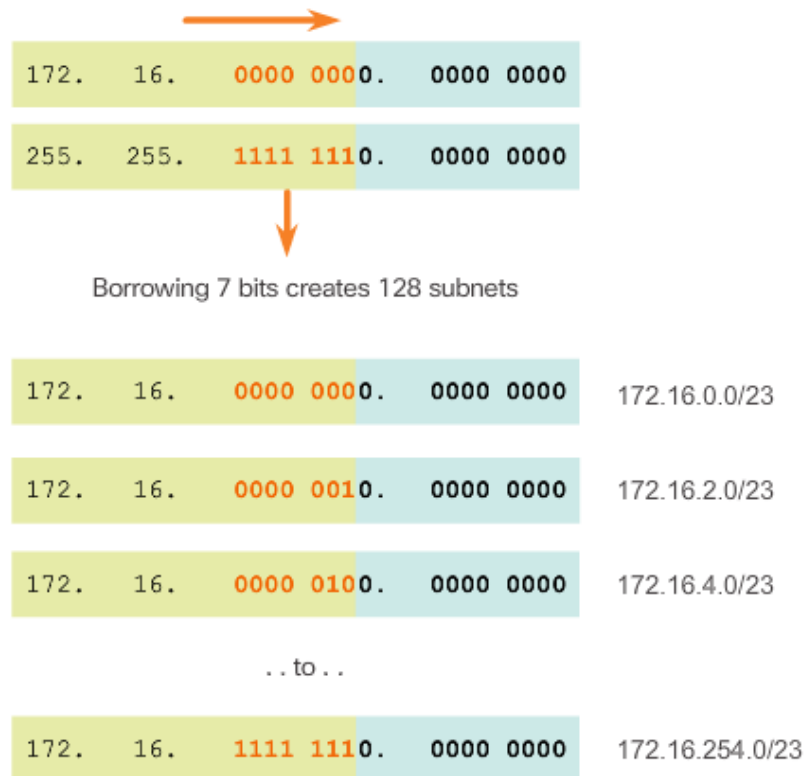 172. 16. 0000 0000. 0000 0000
255. 255. 1111 1110. 0000 0000
Borrowing 7 bits creates 128 subnets
172. 16. 0000 0000. 0000 0000 172.16.0.0/23
172. 16. 0000 0010. 0000 0000 172.16.2.0/23
172. 16. 0000 0100. 0000 0000 172.16.4.0/23
. . to . .
172. 16. 1111 1110. 0000 0000 172.16.254.0/23